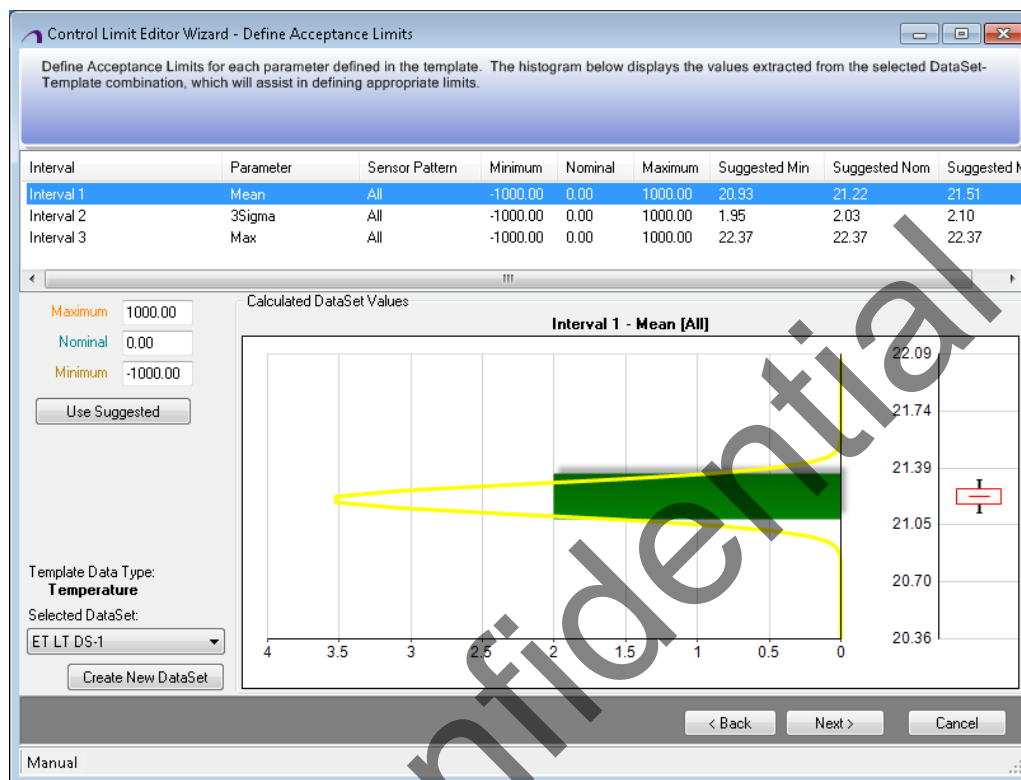 Control Limit Editor Wizard - Define Acceptance Limits
Define Acceptance Limits for each parameter defined in the template. The histogram below displays the values extracted from the selected DataSet-
Template combination, which will assist in defining appropriate limits.
Interval Parameter Sensor Pattern Minimum Nominal Maximum Suggested Min Suggested Nom Suggested M
Interval 1 Mean All -1000.00 0.00 1000.00 20.93 21.22 21.51
Interval 2 3Sigma All -1000.00 0.00 1000.00 1.95 2.03 2.10
Interval 3 Max All -1000.00 0.00 1000.00 22.37 22.37 22.37
Maximum 1000.00
Nominal 0.00
Minimum -1000.00
Use Suggested
Calculated DataSet Values
Interval 1 - Mean [All]
22.09
21.74
21.39
21.05
20.70
20.36
4 3.5 3 2.5 2 1.5 1 0.5 0
Template Data Type:
Temperature
Selected DataSet:
ET LT DS-1
Create New DataSet
< Back Next > Cancel
Manual
nfidential